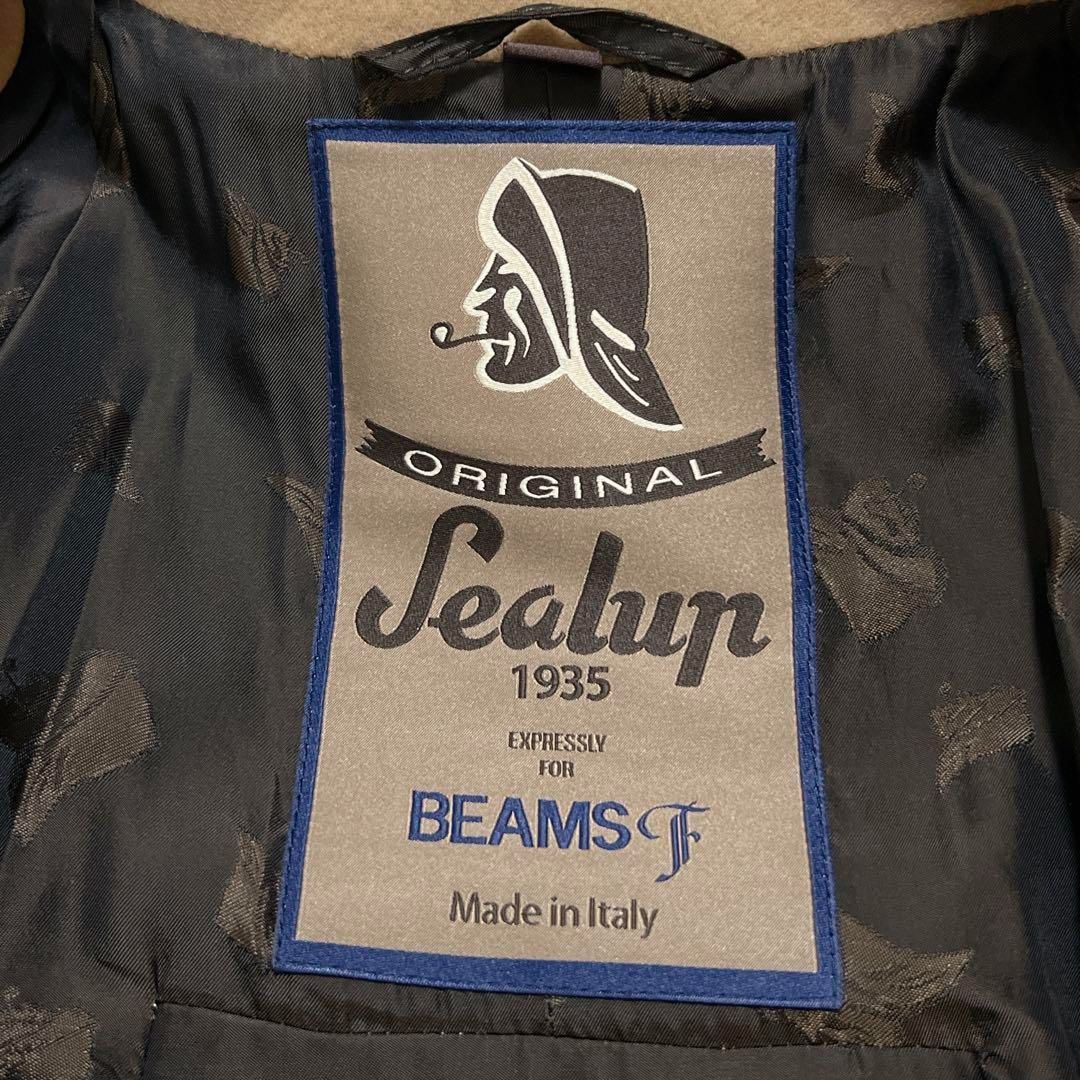 ORIGINAL
Sealup
1935
EXPRESSLY
FOR
BEAMS F
Made in Italy